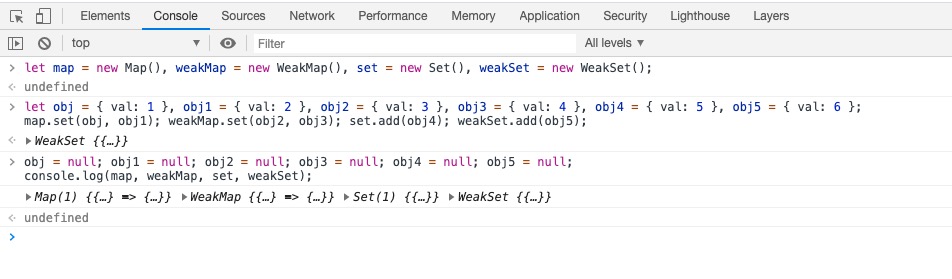 Elements Console Sources Network Performance Memory Application Security Lighthouse Layers
top Filter All levels
let map = new Map(), weakMap = new WeakMap(), set = new Set(), weakSet = new WeakSet();
undefined
let obj = { val: 1 }, obj1 = { val: 2 }, obj2 = { val: 3 }, obj3 = { val: 4 }, obj4 = { val: 5 }, obj5 = { val: 6 };
map.set(obj, obj1); weakMap.set(obj2, obj3); set.add(obj4); weakSet.add(obj5);
WeakSet {{…}}
obj = null; obj1 = null; obj2 = null; obj3 = null; obj4 = null; obj5 = null;
console.log(map, weakMap, set, weakSet);
Map(1) {{…} => {…}} WeakMap {{…} => {…}} Set(1) {{…}} WeakSet {{…}}
undefined